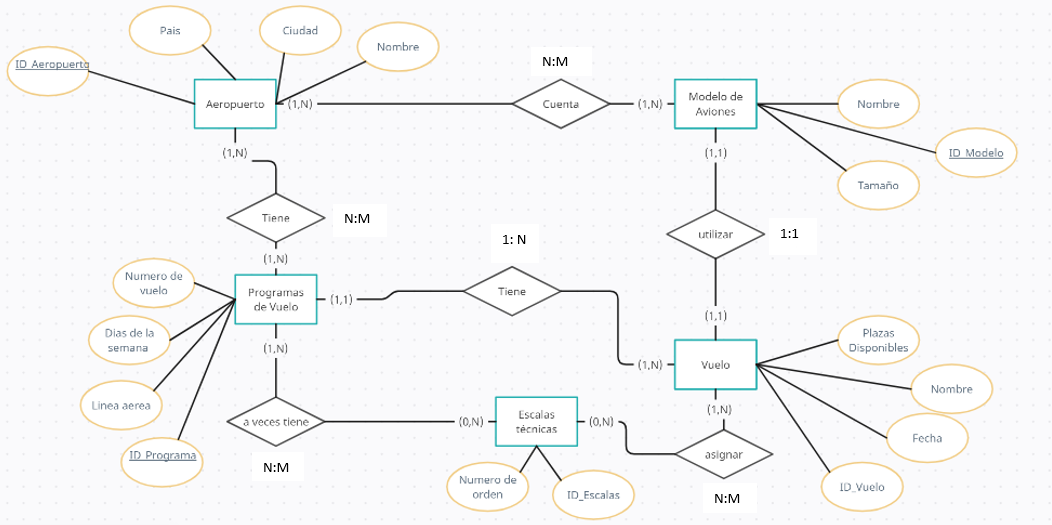 Pais
Ciudad
Nombre
ID_Aeropuerto
Aeropuerto
(1,N)
N:M
Cuenta
(1,N)
Modelo de
Aviones
Nombre
ID_Modelo
Tamaño
(1,N)
(1,1)
Tiene
N:M
utilizar
1:1
1: N
(1,N)
Numero de
vuelo
Programas
de Vuelo
(1,1)
Tiene
(1,1)
Dias de la
semana
(1,N)
(1,N)
Vuelo
Plazas
Disponibles
Nombre
Linea aerea
a veces tiene
(0,N)
Escalas
técnicas
(0,N)
(1,N)
Fecha
ID_Programa
N:M
asignar
Numero de
orden
ID_Escalas
N:M
ID_Vuelo